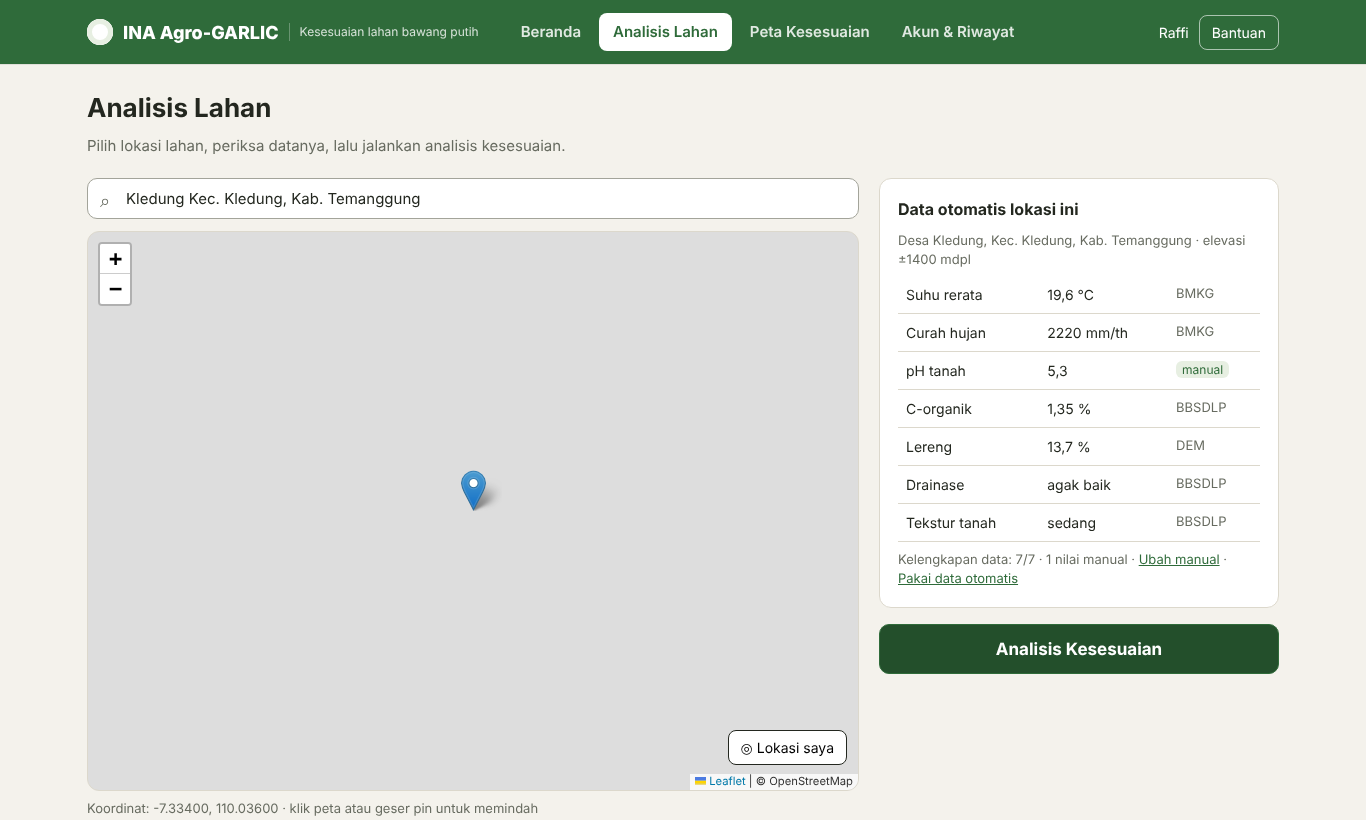 INA Agro-GARLIC
Kesesuaian lahan bawang putih
Beranda
Analisis Lahan
Peta Kesesuaian
Akun & Riwayat
Raffi
Bantuan
Analisis Lahan
Pilih lokasi lahan, periksa datanya, lalu jalankan analisis kesesuaian.
Kledung Kec. Kledung, Kab. Temanggung
+
−
◎ Lokasi saya
Leaflet | © OpenStreetMap
Koordinat: -7.33400, 110.03600 · klik peta atau geser pin untuk memindah
Data otomatis lokasi ini
Desa Kledung, Kec. Kledung, Kab. Temanggung · elevasi
±1400 mdpl
Suhu rerata 19,6 °C BMKG
Curah hujan 2220 mm/th BMKG
pH tanah 5,3 manual
C-organik 1,35 % BBSDLP
Lereng 13,7 % DEM
Drainase agak baik BBSDLP
Tekstur tanah sedang BBSDLP
Kelengkapan data: 7/7 · 1 nilai manual · Ubah manual ·
Pakai data otomatis
Analisis Kesesuaian